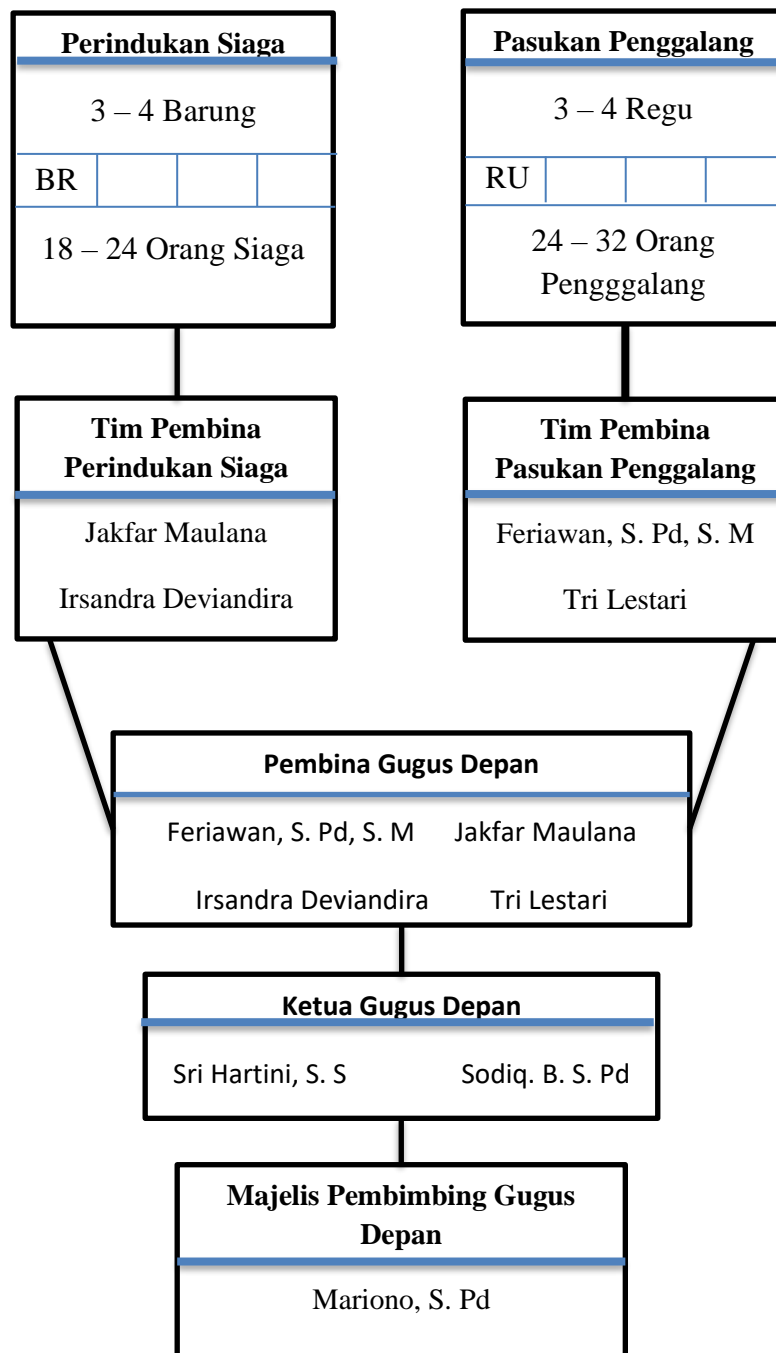 Perindukan Siaga
3 – 4 Barung
BR
18 – 24 Orang Siaga
Pasukan Penggalang
3 – 4 Regu
RU
24 – 32 Orang
Pengggalang
Tim Pembina
Perindukan Siaga
Jakfar Maulana
Irsandra Deviandira
Tim Pembina
Pasukan Penggalang
Feriawan, S. Pd, S. M
Tri Lestari
Pembina Gugus Depan
Feriawan, S. Pd, S. M Jakfar Maulana
Irsandra Deviandira Tri Lestari
Ketua Gugus Depan
Sri Hartini, S. S Sodiq. B. S. Pd
Majelis Pembimbing Gugus
Depan
Mariono, S. Pd